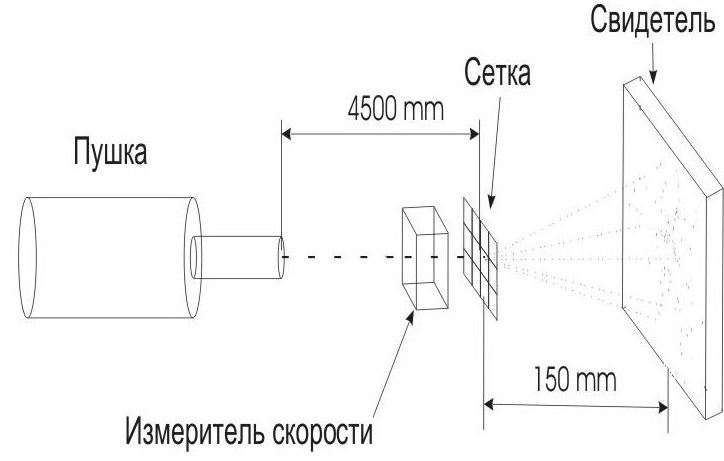 Свидетель
Сетка
4500 mm
Пушка
150 mm
Измеритель скорости